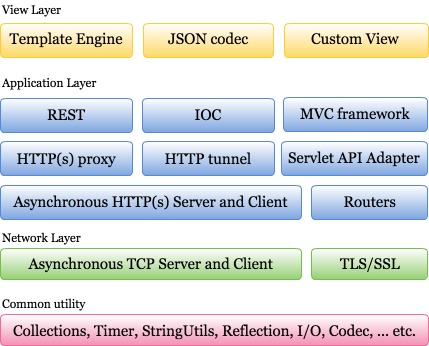 View Layer
Template Engine JSON codec Custom View
Application Layer
REST IOC MVC framework
HTTP(s) proxy HTTP tunnel Servlet API Adapter
Asynchronous HTTP(s) Server and Client Routers
Network Layer
Asynchronous TCP Server and Client TLS/SSL
Common utility
Collections, Timer, StringUtils, Reflection, I/O, Codec, ... etc.